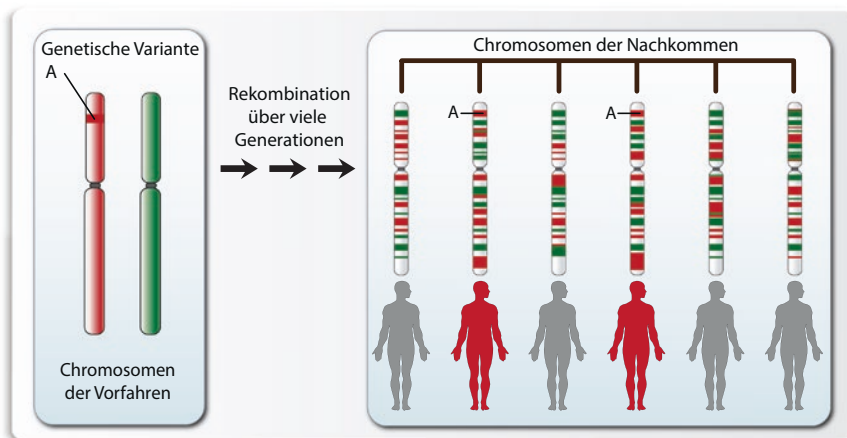 Genetische Variante
A
Chromosomen
der Vorfahren
Rekombination
über viele
Generationen
Chromosomen der Nachkommen
A
A